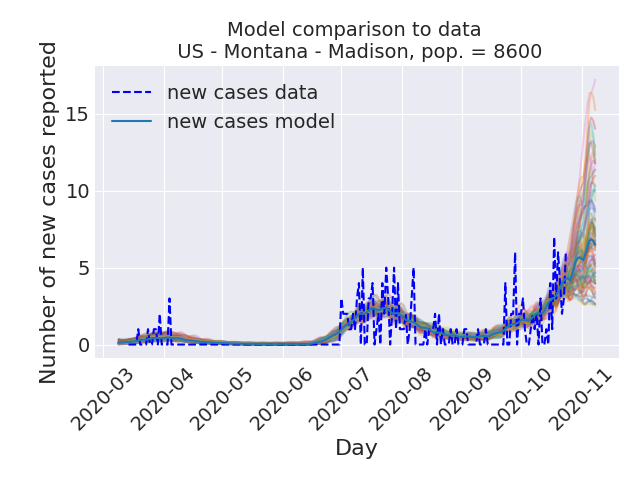 Model comparison to data
US - Montana - Madison, pop. = 8600
Number of new cases reported
new cases data
new cases model
15
10
5
0
2020-03
2020-04
2020-05
2020-06
2020-07
2020-08
2020-09
2020-10
2020-11
Day